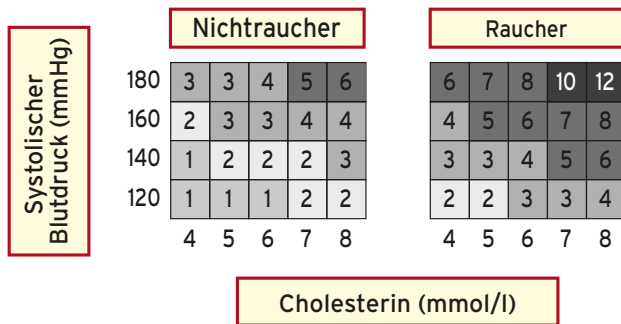 Nichtraucher Raucher
Systolischer
Blutdruck (mmHg)
180 3 3 4 5 6 6 7 8 10 12
160 2 3 3 4 4 4 5 6 7 8
140 1 2 2 2 3 3 3 4 5 6
120 1 1 1 2 2 2 2 3 3 4
4 5 6 7 8 4 5 6 7 8
Cholesterin (mmol/l)